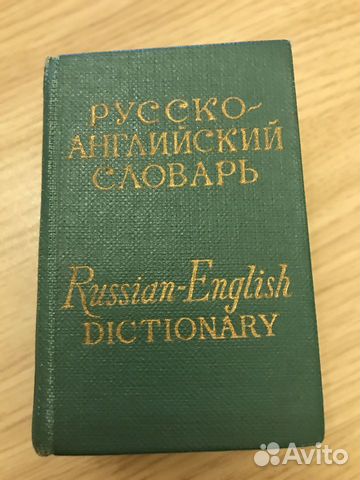 РУССКО-
АНГЛИЙСКИЙ
СЛОВАРЬ
Russian-English
DICTIONARY
Avito